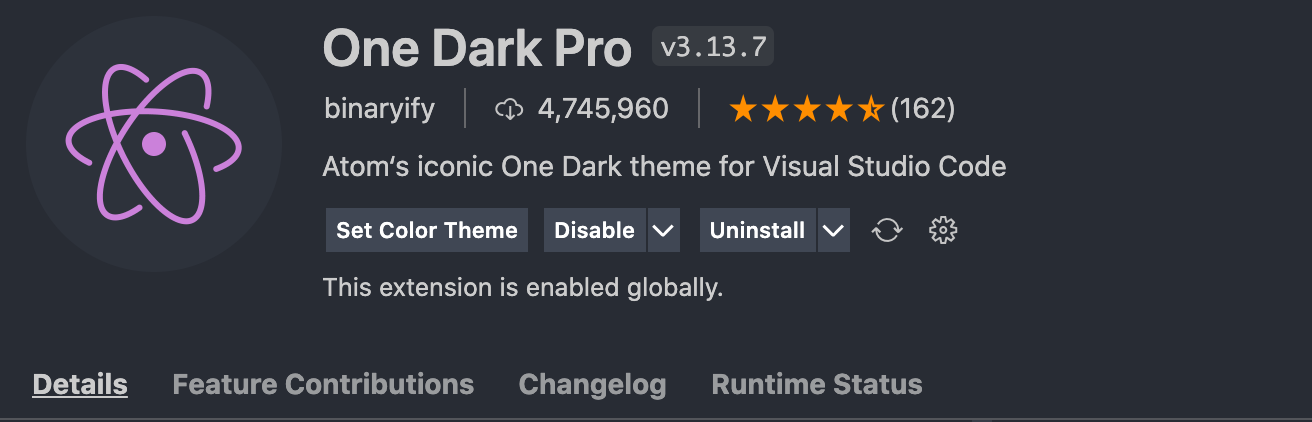 One Dark Pro v3.13.7
binaryify 4,745,960 (162)
Atom‘s iconic One Dark theme for Visual Studio Code
Set Color Theme Disable Uninstall
This extension is enabled globally.
Details Feature Contributions Changelog Runtime Status